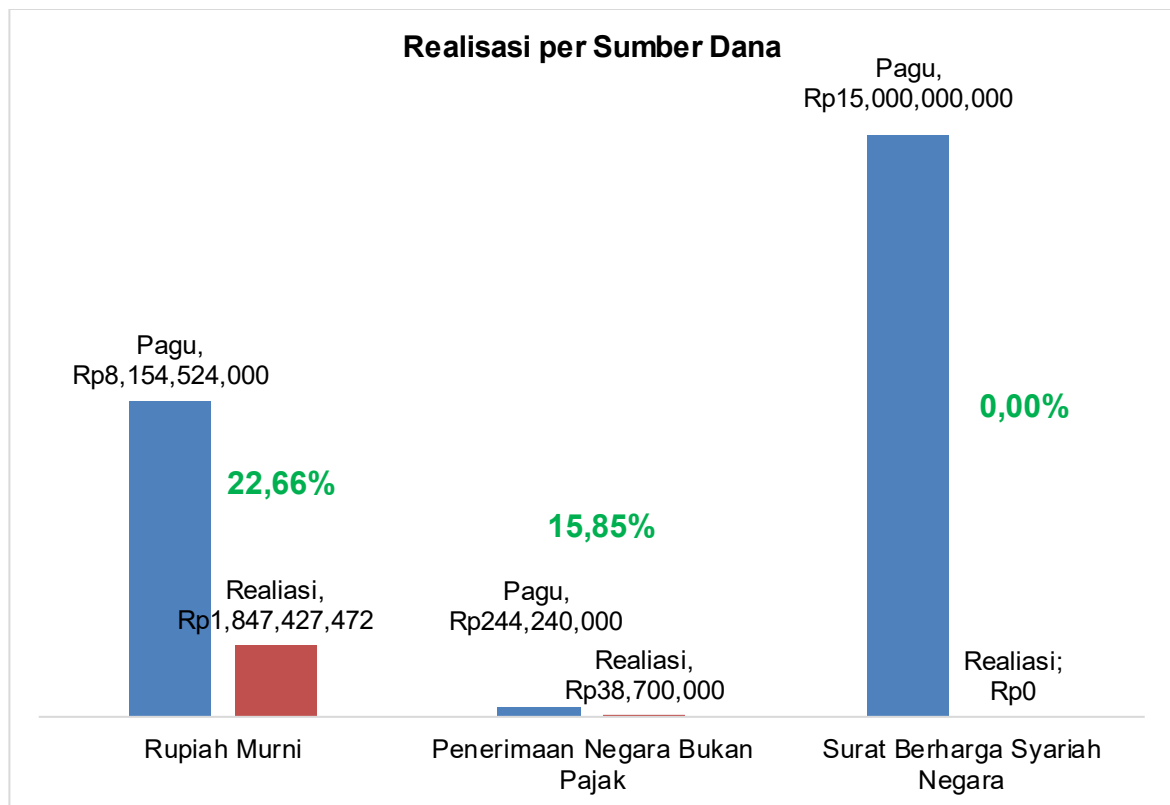 Realisasi per Sumber Dana
Pagu,
Rp8,154,524,000
22,66%
Realiasi,
Rp1,847,427,472
Rupiah Murni
15,85%
Pagu,
Rp244,240,000
Realiasi,
Rp38,700,000
Penerimaan Negara Bukan
Pajak
Pagu,
Rp15,000,000,000
0,00%
Realiasi;
Rp0
Surat Berharga Syariah
Negara